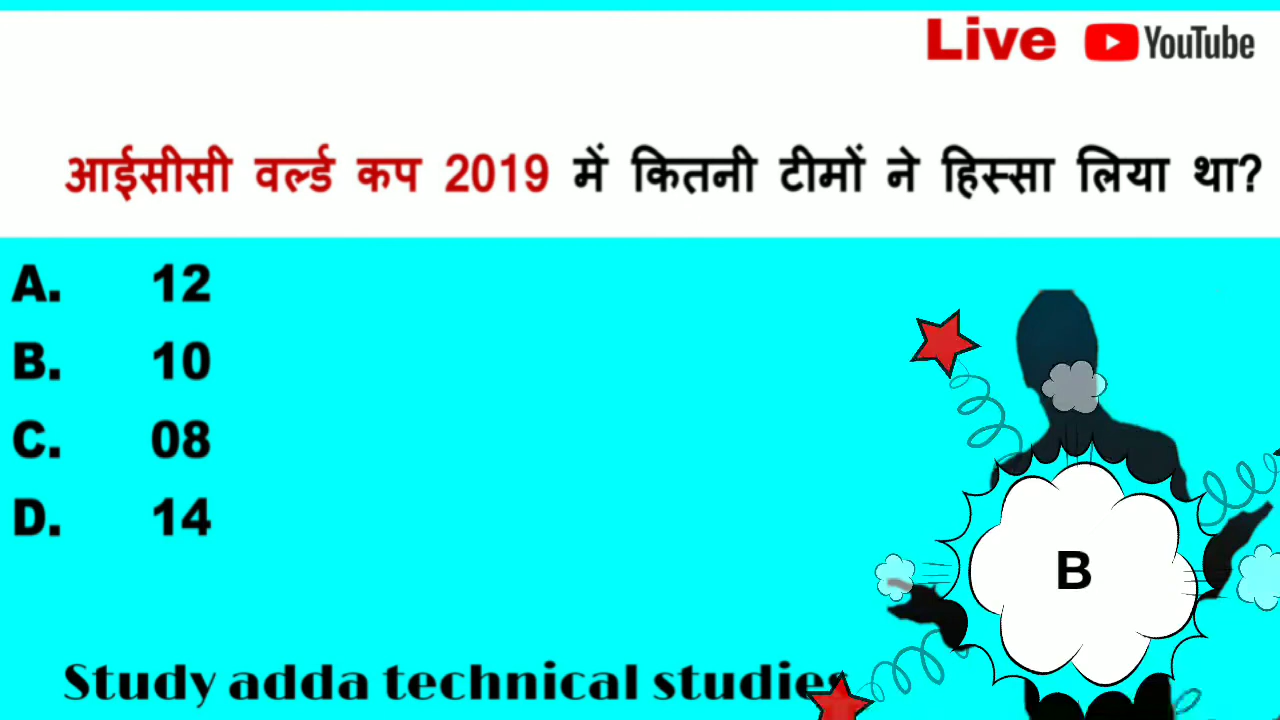 Live YouTube
आईसीसी वर्ल्ड कप 2019 में कितनी टीमों ने हिस्सा लिया था?
A. 12
B. 10
C. 08
D. 14
B
Study adda technical studies